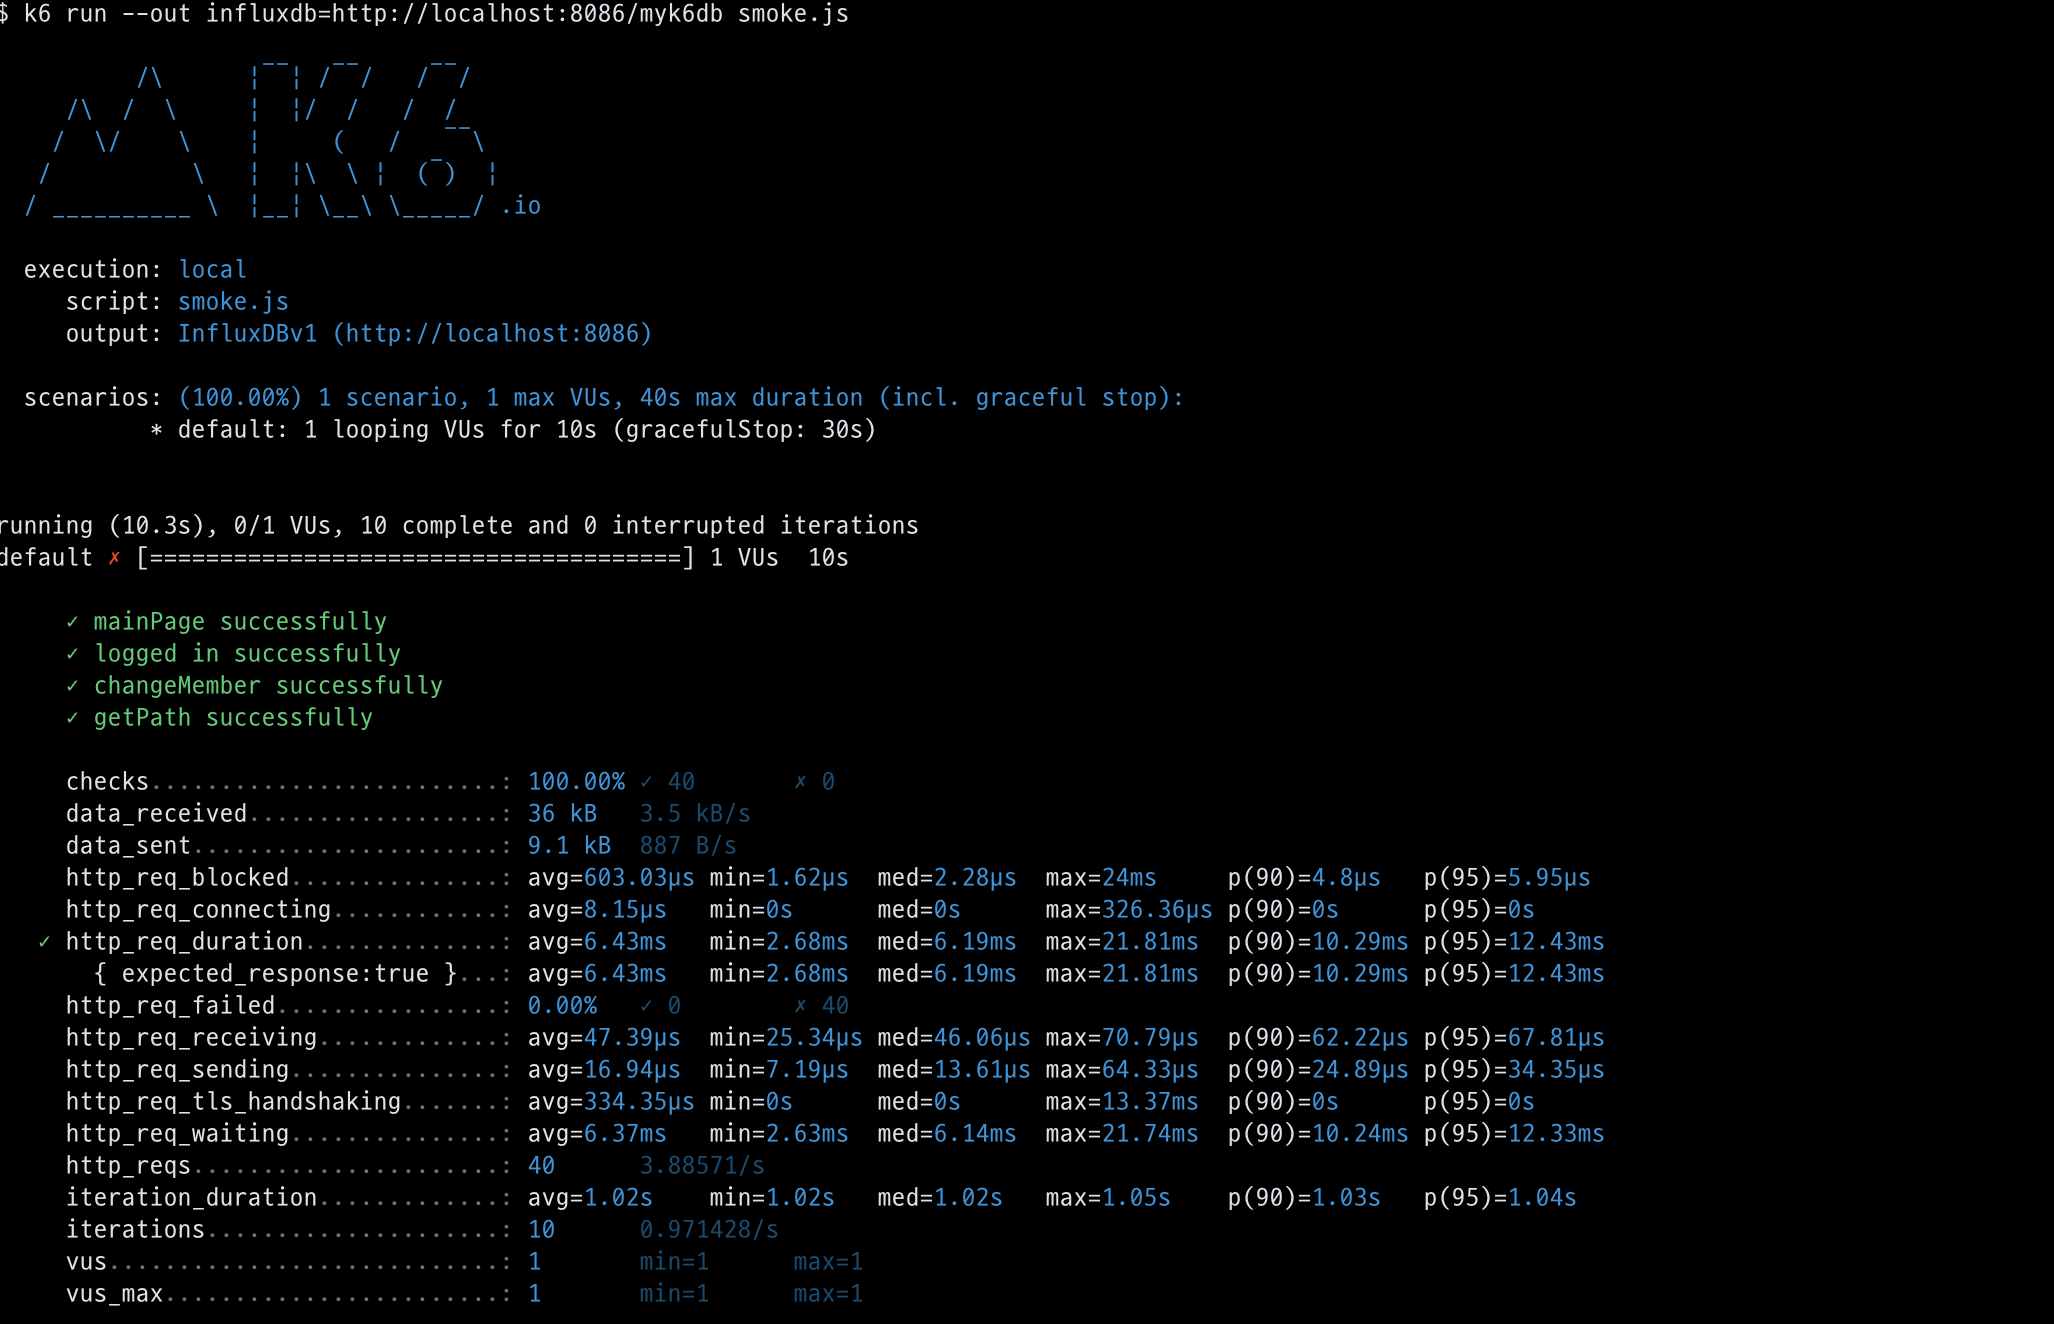 $ k6 run --out influxdb=http://localhost:8086/myk6db smoke.js
          /\      |‾‾| /‾‾/   /‾‾/
     /\  /  \     |  |/  /   /  /
    /  \/    \    |     (   /   ‾‾\
   /          \   |  |\  \ |  (‾)  |
  / __________ \  |__| \__\ \_____/ .io
execution: local
script: smoke.js
output: InfluxDBv1 (http://localhost:8086)
scenarios: (100.00%) 1 scenario, 1 max VUs, 40s max duration (incl. graceful stop):
* default: 1 looping VUs for 10s (gracefulStop: 30s)
running (10.3s), 0/1 VUs, 10 complete and 0 interrupted iterations
default ✗ [======================================] 1 VUs  10s
✓ mainPage successfully
✓ logged in successfully
✓ changeMember successfully
✓ getPath successfully
checks.........................: 100.00% ✓ 40       ✗ 0
data_received..................: 36 kB   3.5 kB/s
data_sent......................: 9.1 kB  887 B/s
http_req_blocked...............: avg=603.03µs min=1.62µs  med=2.28µs  max=24ms     p(90)=4.8µs   p(95)=5.95µs
http_req_connecting............: avg=8.15µs   min=0s      med=0s      max=326.36µs p(90)=0s      p(95)=0s
✓ http_req_duration..............: avg=6.43ms   min=2.68ms  med=6.19ms  max=21.81ms  p(90)=10.29ms p(95)=12.43ms
{ expected_response:true }...: avg=6.43ms   min=2.68ms  med=6.19ms  max=21.81ms  p(90)=10.29ms p(95)=12.43ms
http_req_failed................: 0.00%   ✓ 0        ✗ 40
http_req_receiving.............: avg=47.39µs  min=25.34µs med=46.06µs max=70.79µs  p(90)=62.22µs p(95)=67.81µs
http_req_sending...............: avg=16.94µs  min=7.19µs  med=13.61µs max=64.33µs  p(90)=24.89µs p(95)=34.35µs
http_req_tls_handshaking.......: avg=334.35µs min=0s      med=0s      max=13.37ms  p(90)=0s      p(95)=0s
http_req_waiting...............: avg=6.37ms   min=2.63ms  med=6.14ms  max=21.74ms  p(90)=10.24ms p(95)=12.33ms
http_reqs......................: 40      3.88571/s
iteration_duration.............: avg=1.02s    min=1.02s   med=1.02s   max=1.05s    p(90)=1.03s   p(95)=1.04s
iterations.....................: 10      0.971428/s
vus............................: 1       min=1      max=1
vus_max........................: 1       min=1      max=1